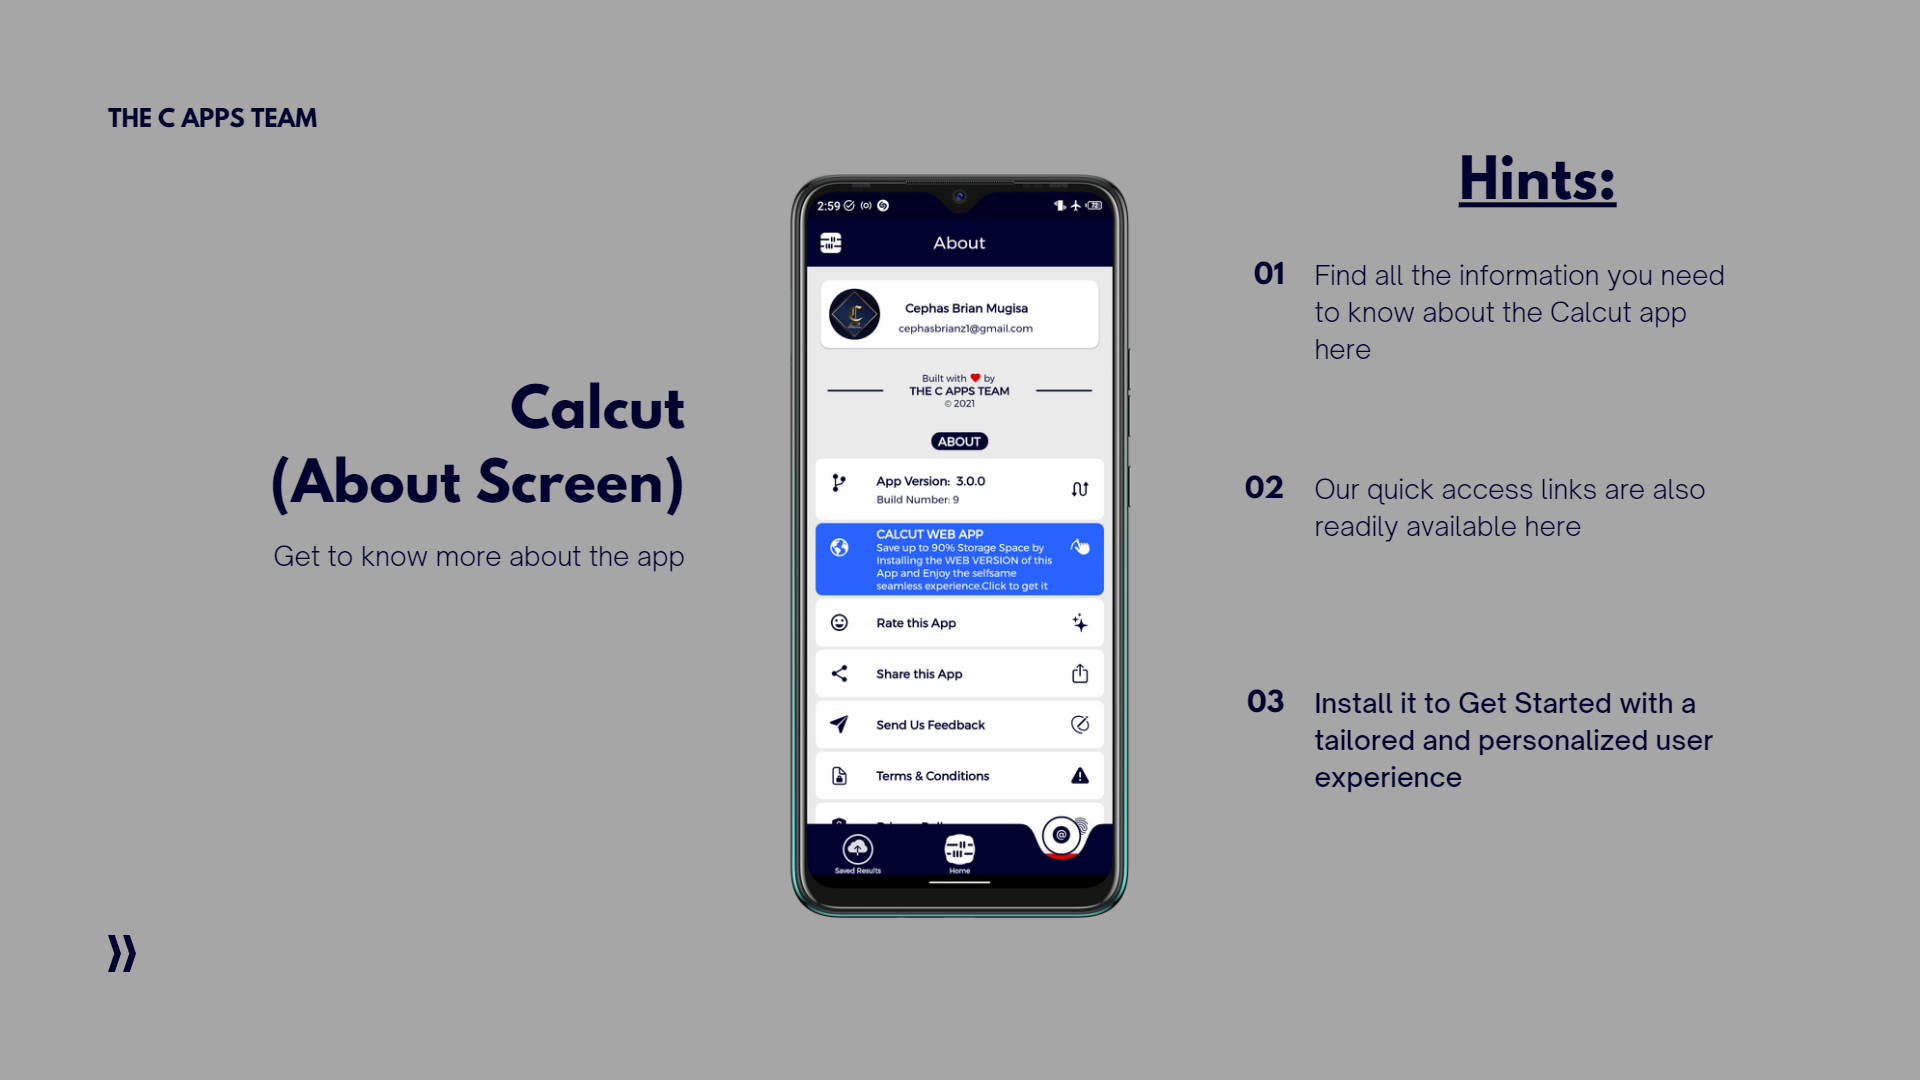 THE C APPS TEAM
Calcut
(About Screen)
Get to know more about the app
2:59
72
About
Cephas Brian Mugisa
cephasbrianz1@gmail.com
Built with ❤ by
THE C APPS TEAM
© 2021
ABOUT
App Version: 3.0.0
Build Number: 9
CALCUT WEB APP
Save up to 90% Storage Space by
Installing the WEB VERSION of this
App and Enjoy the selfsame
seamless experience.Click to get it
Rate this App
Share this App
Send Us Feedback
Terms & Conditions
Saved Results
Home
@
Hints:
01 Find all the information you need
to know about the Calcut app
here
02 Our quick access links are also
readily available here
03 Install it to Get Started with a
tailored and personalized user
experience